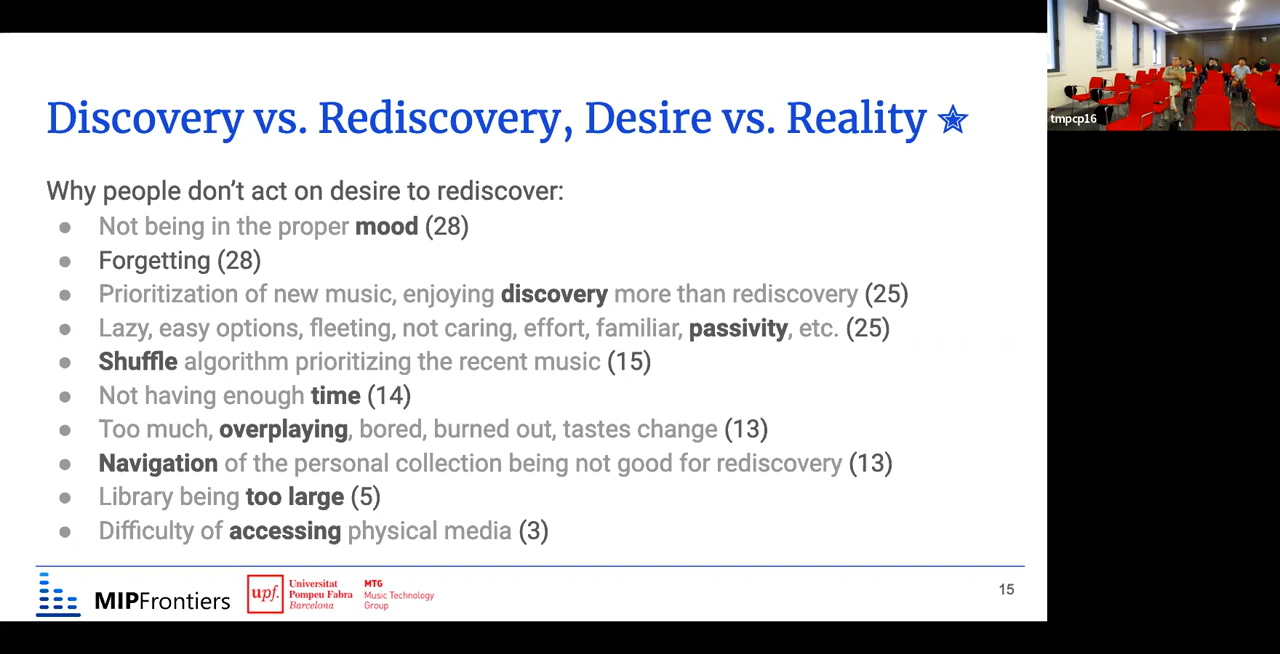 Discovery vs. Rediscovery, Desire vs. Reality
Why people don't act on desire to rediscover:
● Not being in the proper mood (28)
● Forgetting (28)
● Prioritization of new music, enjoying discovery more than rediscovery (25)
● Lazy, easy options, fleeting, not caring, effort, familiar, passivity, etc. (25)
● Shuffle algorithm prioritizing the recent music (15)
● Not having enough time (14)
● Too much, overplaying, bored, burned out, tastes change (13)
● Navigation of the personal collection being not good for rediscovery (13)
● Library being too large (5)
● Difficulty of accessing physical media (3)
MIPFrontiers
upf.
Universitat
Pompeu Fabra
Barcelona
MTG
Music Technology
Group
15
tmpcp16